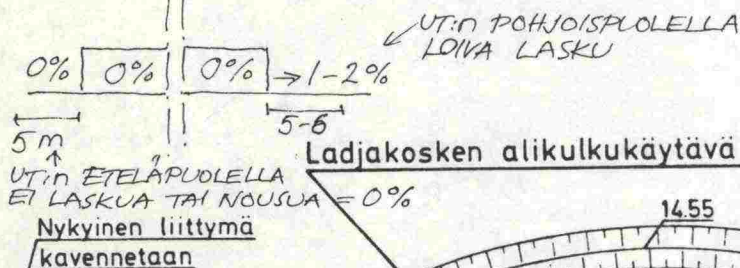 UT:n POHJOISPUOLELLA
LOIVA LASKU
0% 0% 0% → 1-2%
5 m
5-6
UT:n ETELÄPUOLELLA
EI LASKUA TAI NOUSUA = 0%
Ladjakosken alikulkukäytävä
Nykyinen liittymä
kavennetaan
14.55